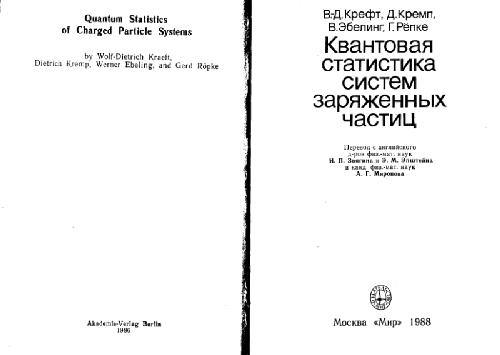 Quantum Statistics
of Charged Particle Systems
by Wolf-Dietrich Kraeft,
Dietrich Kremp, Werner Ebeling, and Gerd Röpke
Akademie-Verlag Berlin
1986
В.-Д. Крефт, Д. Кремп,
В. Эбелинг, Г. Рёпке
Квантовая
статистика
систем
заряженных
частиц
Перевод с английского
д-ров физ.-мат. наук
и Э. М. Эпштейна
и канд. физ.-мат. наук
А. Г. Миронова
Москва «Мир» 1988